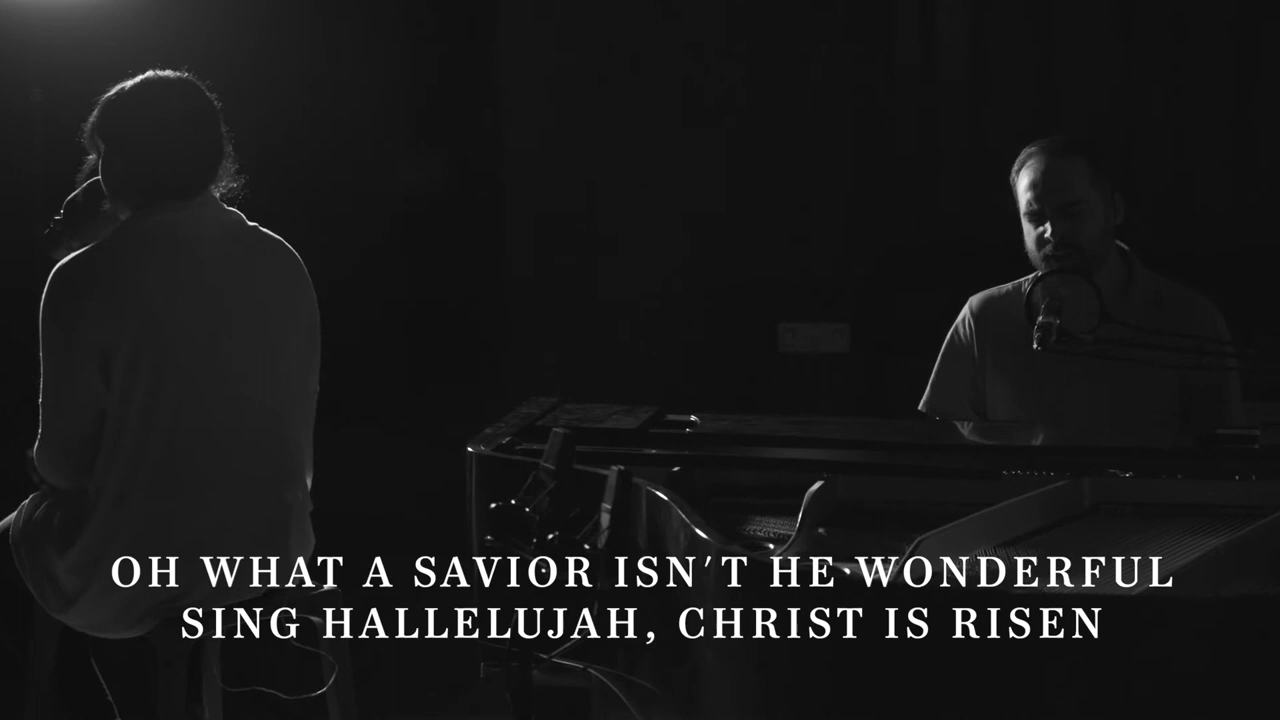 OH WHAT A SAVIOR ISN'T HE WONDERFUL
SING HALLELUJAH, CHRIST IS RISEN